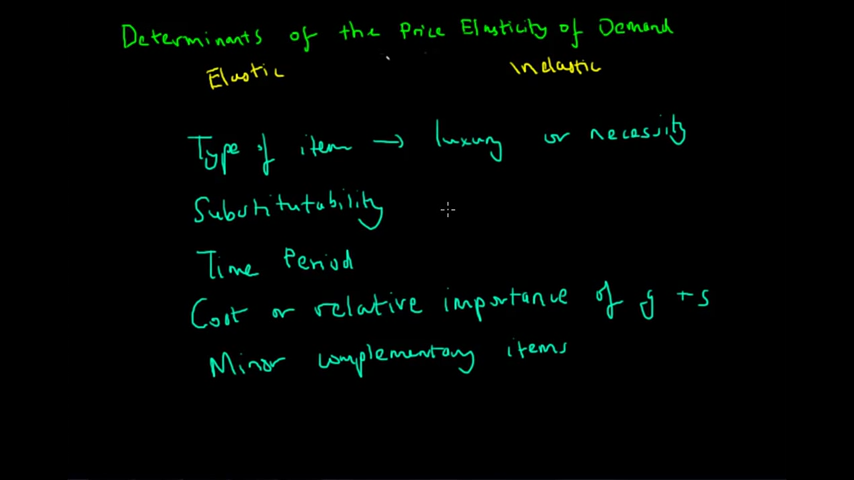 Determinants of the Price Elasticity of Demand
Elastic Inelastic
Type of item → luxury or necessity
Substitutability
Time Period
Cost or relative importance of g + s
Minor complementary items